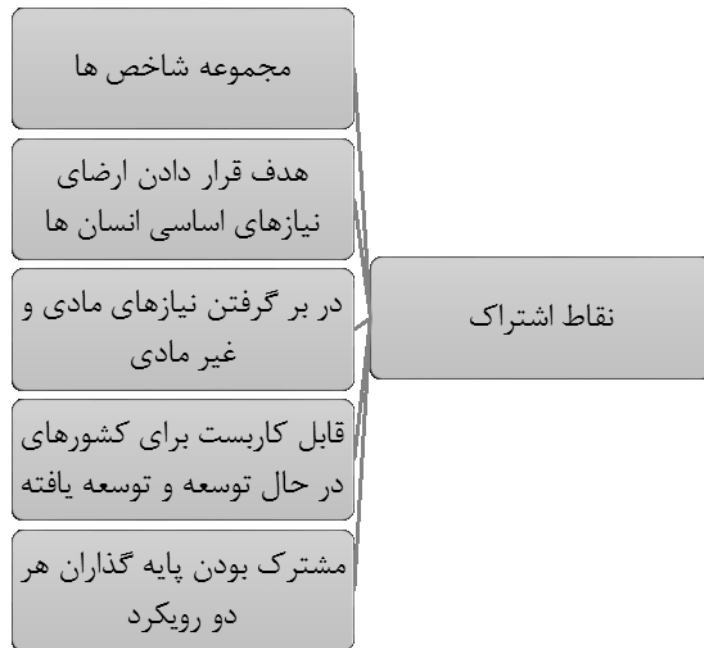 نقاط اشتراک
مجموعه شاخص ها
هدف قرار دادن ارضای
نیازهای اساسی انسان ها
در بر گرفتن نیازهای مادی و
غیر مادی
قابل کاربست برای کشورهای
در حال توسعه و توسعه یافته
مشترک بودن پایه گذاران هر
دو رویکرد